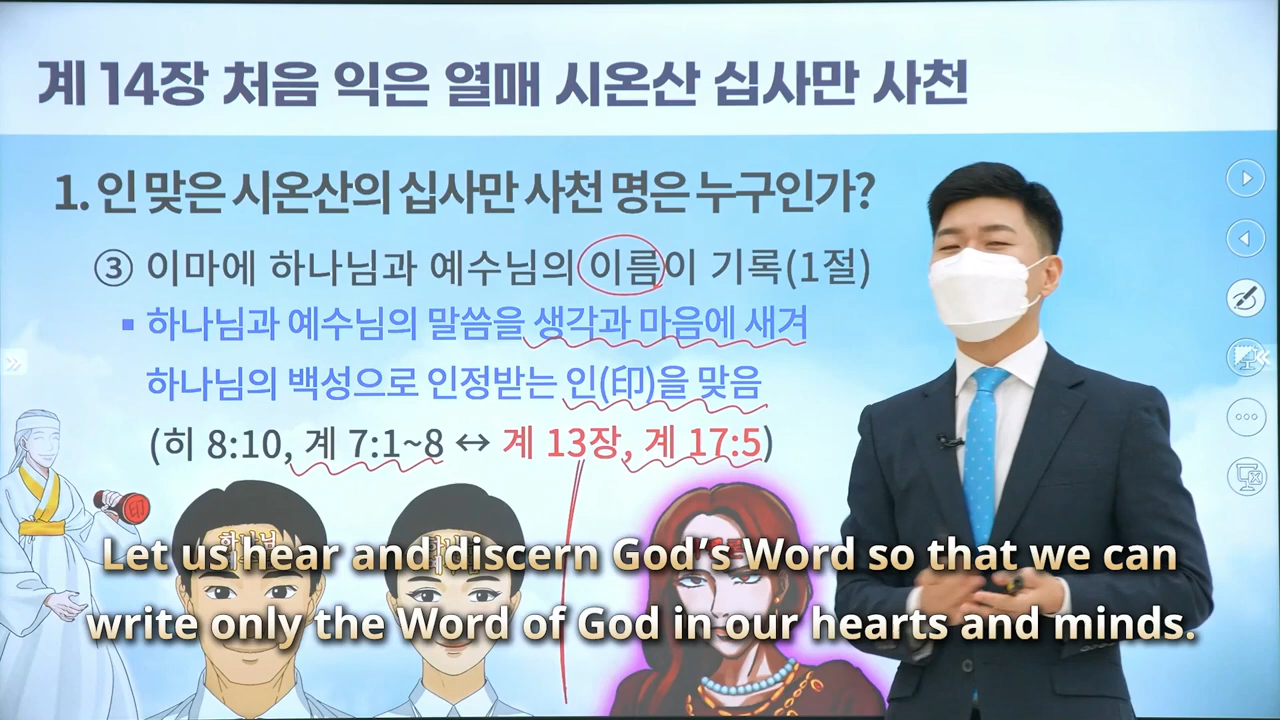 계 14장 처음 익은 열매 시온산 십사만 사천
1. 인 맞은 시온산의 십사만 사천 명은 누구인가?
③ 이마에 하나님과 예수님의 이름이 기록(1절)
▪ 하나님과 예수님의 말씀을 생각과 마음에 새겨
하나님의 백성으로 인정받는 인(印)을 맞음
(히 8:10, 계 7:1~8 ↔ 계 13장, 계 17:5)
印
Let us hear and discern God’s Word so that we can
write only the Word of God in our hearts and minds.